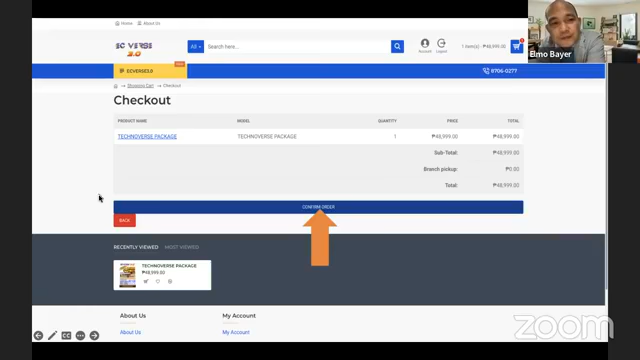 Home About Us
EC VERSE
2.0
All
Search here...
Account
Logout
1 item(s) - ₱48,999.00
1
Elmo Bayer
ECVERSE2.0
8706-0277
Shopping Cart
Checkout
Checkout
PRODUCT NAME MODEL QUANTITY PRICE TOTAL
TECHNOVERSE PACKAGE TECHNOVERSE PACKAGE 1 ₱48,999.00 ₱48,999.00
Sub-Total: ₱48,999.00
Branch pickup: ₱0.00
Total: ₱48,999.00
CONFIRM ORDER
BACK
RECENTLY VIEWED MOST VIEWED
TECHNOVERSE PACKAGE
₱48,999.00
About Us My Account
About Us My Account
CC
zoom